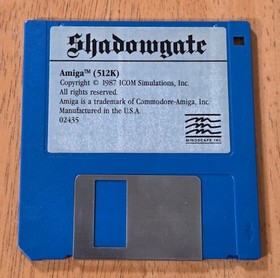 Shadowgate
Amiga™ (512K)
Copyright © 1987 ICOM Simulations, Inc.
All rights reserved.
Amiga is a trademark of Commodore-Amiga, Inc.
Manufactured in the U.S.A.
02435
MINDSCAPE INC